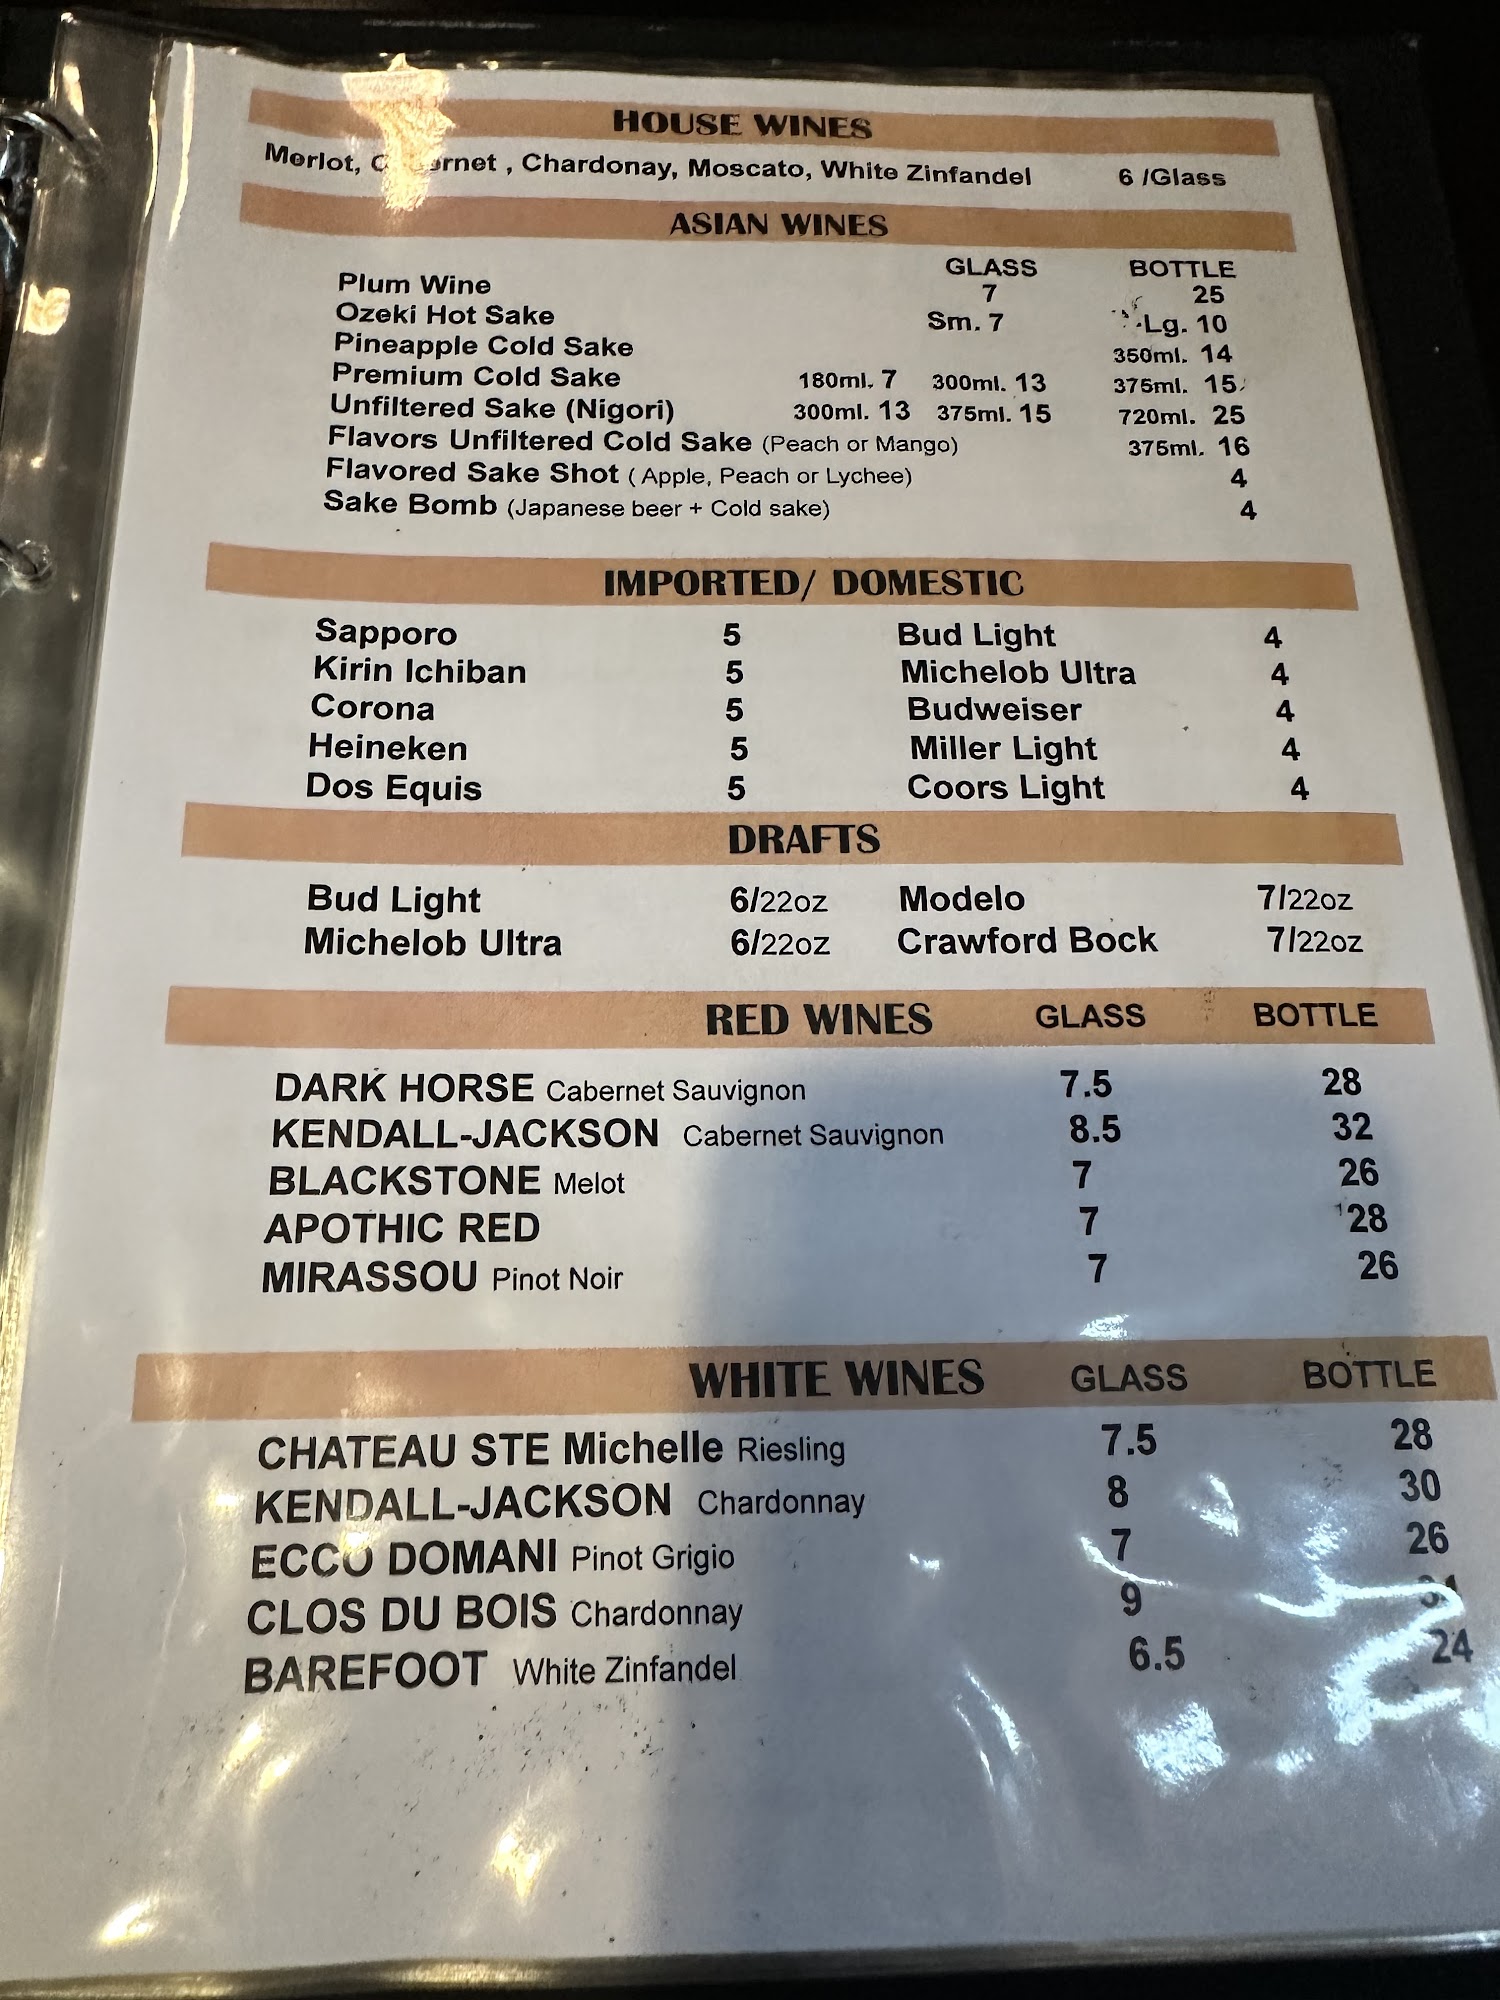 HOUSE WINES
Merlot, Chardonay, Moscato, White Zinfandel 6 /Glass
ASIAN WINES
GLASS BOTTLE
Plum Wine 7 25
Ozeki Hot Sake Sm. 7 Lg. 10
Pineapple Cold Sake 350ml. 14
Premium Cold Sake 180ml. 7 300ml. 13 375ml. 15
Unfiltered Sake (Nigori) 300ml. 13 375ml. 15 720ml. 25
Flavors Unfiltered Cold Sake (Peach or Mango) 375ml. 16
Flavored Sake Shot ( Apple, Peach or Lychee) 4
Sake Bomb (Japanese beer + Cold sake) 4
IMPORTED/ DOMESTIC
Sapporo 5 Bud Light 4
Kirin Ichiban 5 Michelob Ultra 4
Corona 5 Budweiser 4
Heineken 5 Miller Light 4
Dos Equis 5 Coors Light 4
DRAFTS
Bud Light 6/22oz Modelo 7/22oz
Michelob Ultra 6/22oz Crawford Bock 7/22oz
RED WINES GLASS BOTTLE
DARK HORSE Cabernet Sauvignon 7.5 28
KENDALL-JACKSON Cabernet Sauvignon 8.5 32
BLACKSTONE Melot 7 26
APOTHIC RED 7 28
MIRASSOU Pinot Noir 7 26
WHITE WINES GLASS BOTTLE
CHATEAU STE Michelle Riesling 7.5 28
KENDALL-JACKSON Chardonnay 8 30
ECCO DOMANI Pinot Grigio 7 26
CLOS DU BOIS Chardonnay 9
BAREFOOT White Zinfandel 6.5 24